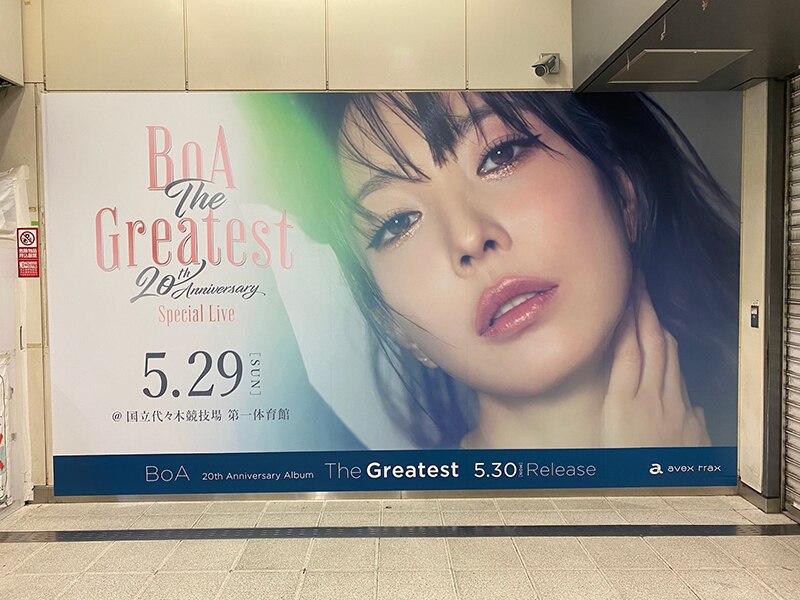 BoA
The
Greatest
20th Anniversary
Special Live
5.29 [SUN]
@ 国立代々木競技場 第一体育館
BoA 20th Anniversary Album The Greatest 5.30 Release
a avex trax